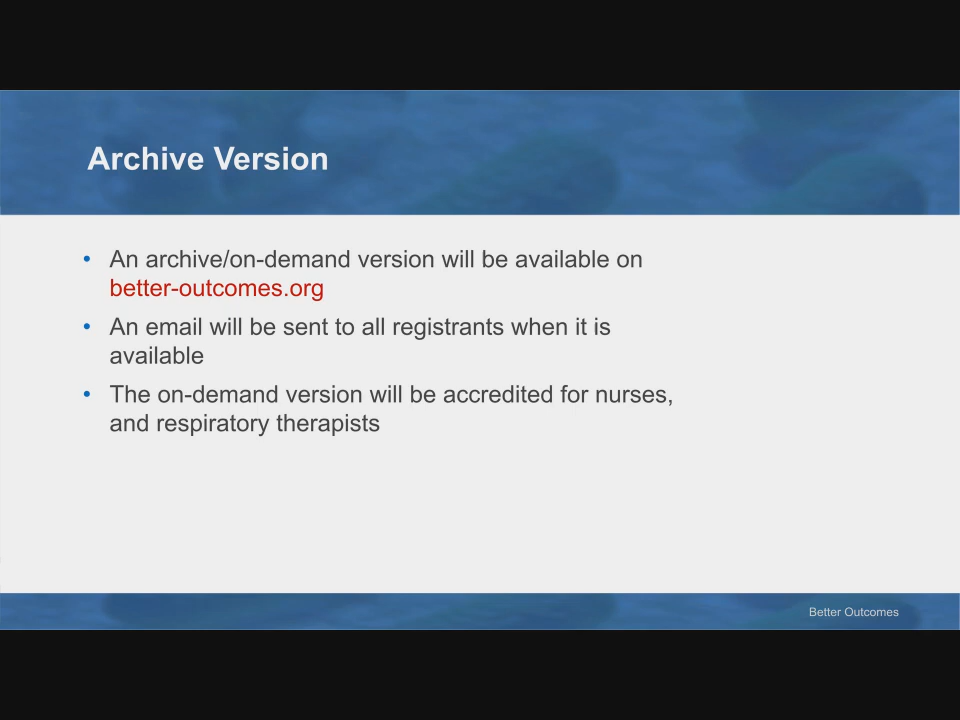 Archive Version
• An archive/on-demand version will be available on
better-outcomes.org
• An email will be sent to all registrants when it is
available
• The on-demand version will be accredited for nurses,
and respiratory therapists
Better Outcomes